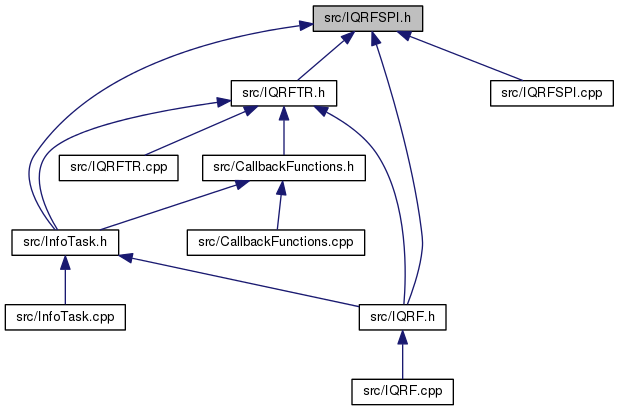 src/IQRFSPI.h
src/IQRFTR.h
src/IQRFSPI.cpp
src/IQRFTR.cpp
src/CallbackFunctions.h
src/InfoTask.h
src/CallbackFunctions.cpp
src/InfoTask.cpp
src/IQRF.h
src/IQRF.cpp